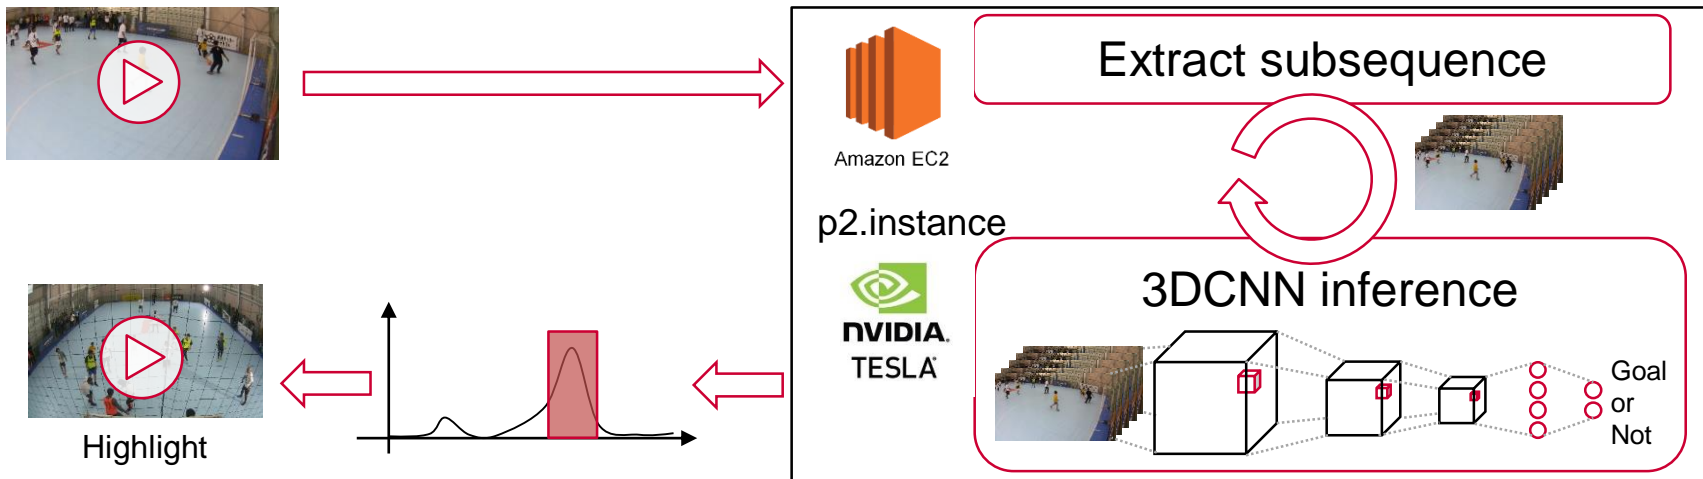 Extract subsequence
Amazon EC2
p2.instance
NVIDIA.
TESLA
3DCNN inference
Goal
or
Not
Highlight